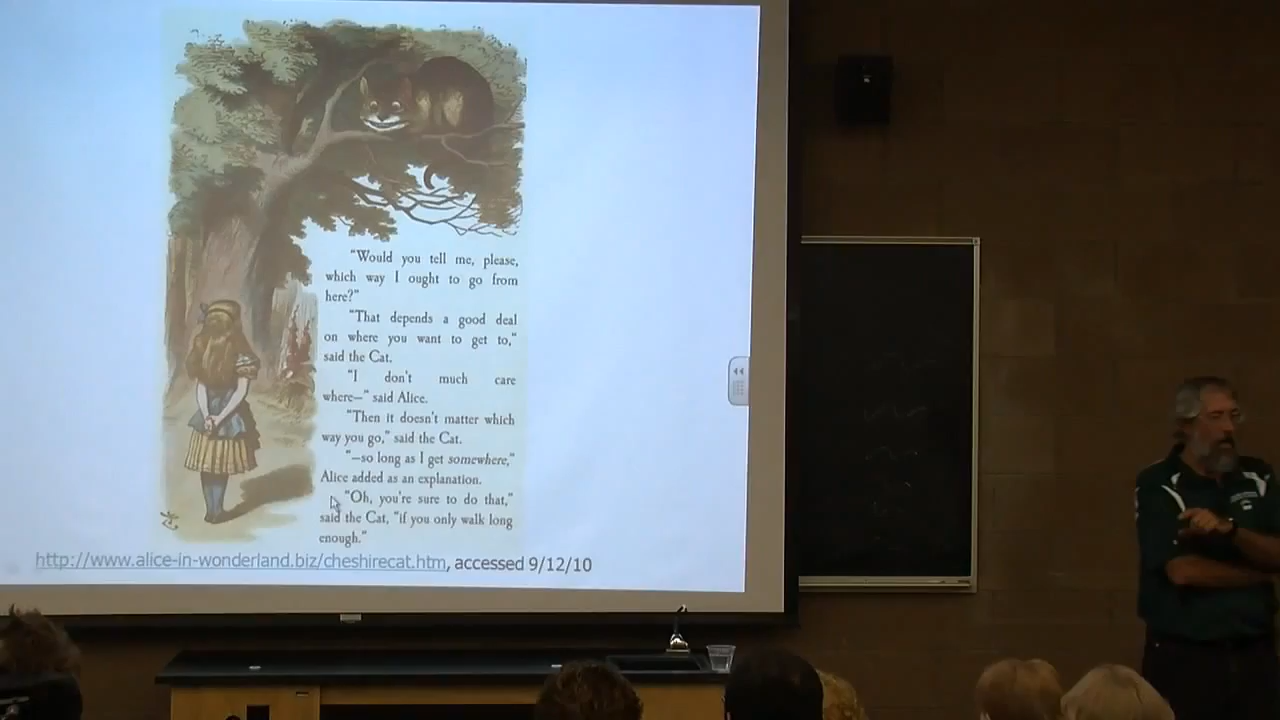 "Would you tell me, please,
which way I ought to go from
here?"
"That depends a good deal
on where you want to get to,"
said the Cat.
"I don't much care
where—" said Alice.
"Then it doesn't matter which
way you go," said the Cat.
"—so long as I get somewhere,"
Alice added as an explanation.
"Oh, you're sure to do that,"
said the Cat, "if you only walk long
enough."
http://www.alice-in-wonderland.biz/cheshirecat.htm, accessed 9/12/10